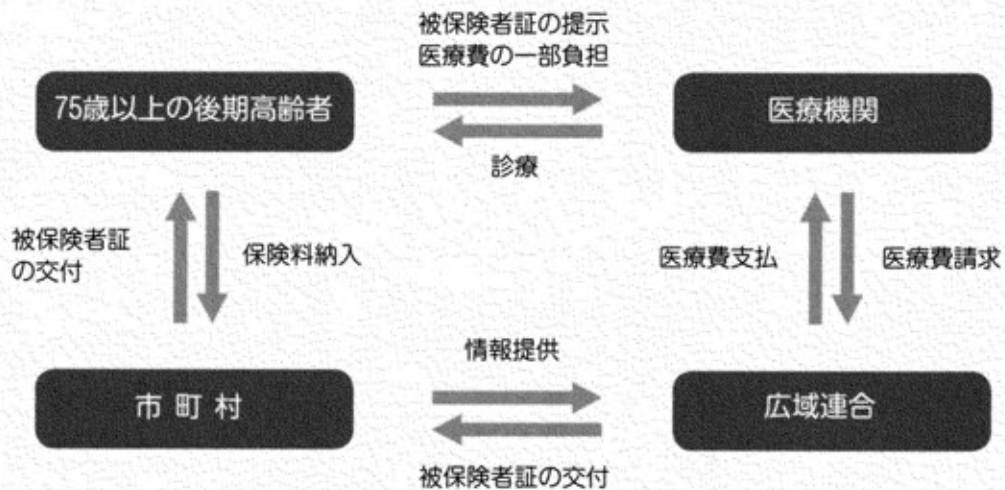 被保険者証の提示
医療費の一部負担
75歳以上の後期高齢者
医療機関
診療
被保険者証
の交付
保険料納入
医療費支払
医療費請求
情報提供
市町村
広域連合
被保険者証の交付